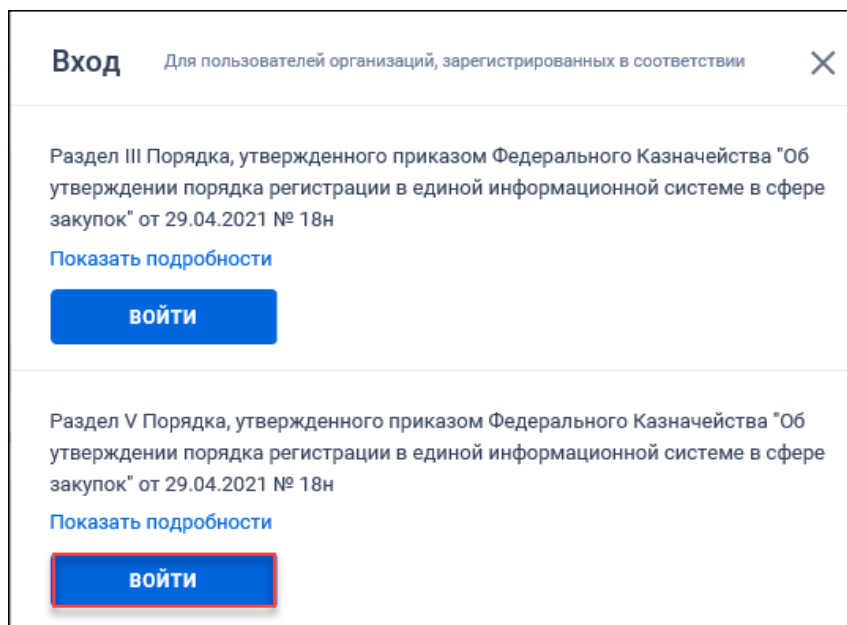 Вход Для пользователей организаций, зарегистрированных в соответствии
Раздел III Порядка, утвержденного приказом Федерального Казначейства "Об
утверждении порядка регистрации в единой информационной системе в сфере
закупок" от 29.04.2021 № 18н
Показать подробности
ВОЙТИ
Раздел V Порядка, утвержденного приказом Федерального Казначейства "Об
утверждении порядка регистрации в единой информационной системе в сфере
закупок" от 29.04.2021 № 18н
Показать подробности
ВОЙТИ